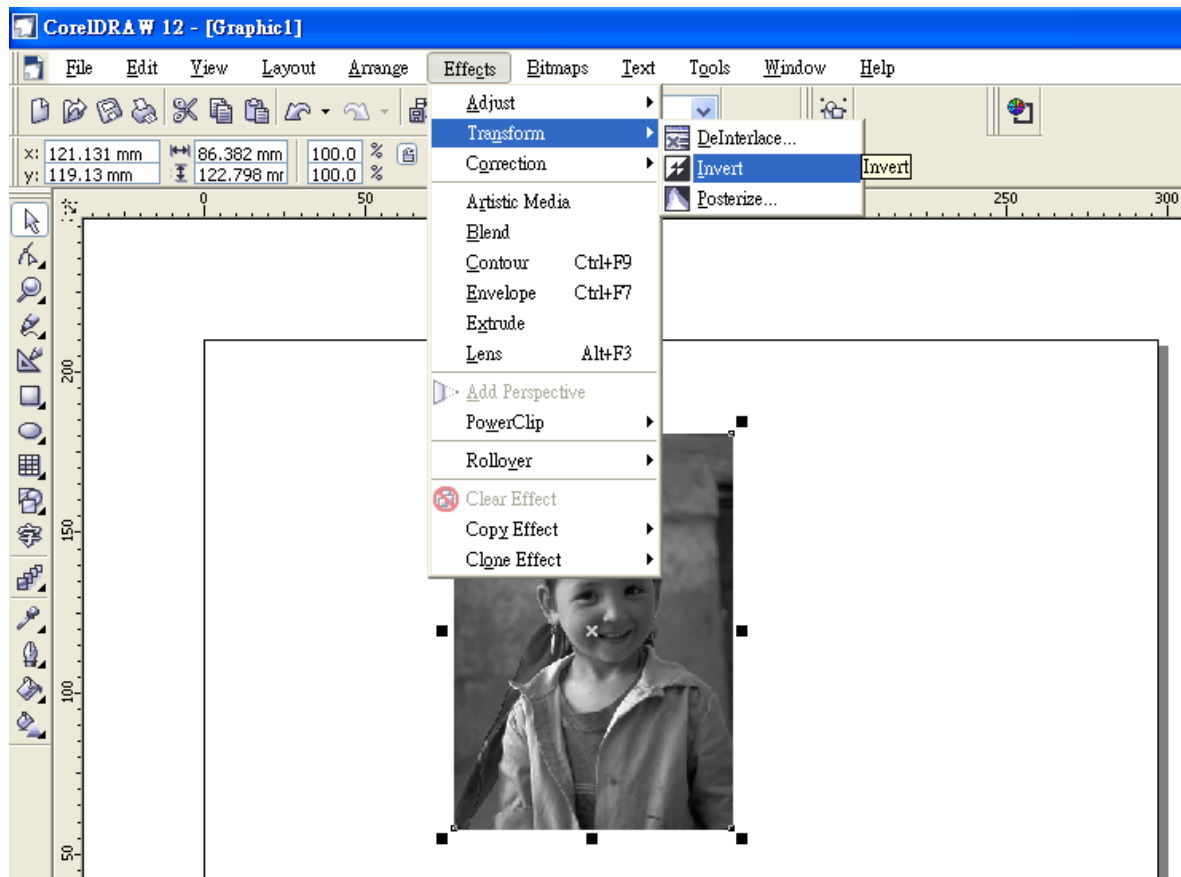 CorelDRAW 12 - [Graphic1]
File Edit View Layout Arrange Effects Bitmaps Text Tools Window Help
x: 121.131 mm 86.382 mm 100.0 %
y: 119.13 mm 122.798 mr 100.0 %
Adjust
Transform
Correction
Artistic Media
Blend
Contour Ctrl+F9
Envelope Ctrl+F7
Extrude
Lens Alt+F3
Add Perspective
PowerClip
Rollover
Clear Effect
Copy Effect
Clone Effect
DeInterlace...
Invert
Posterize...
Invert
0 50 250 300
200
150
100
50
字